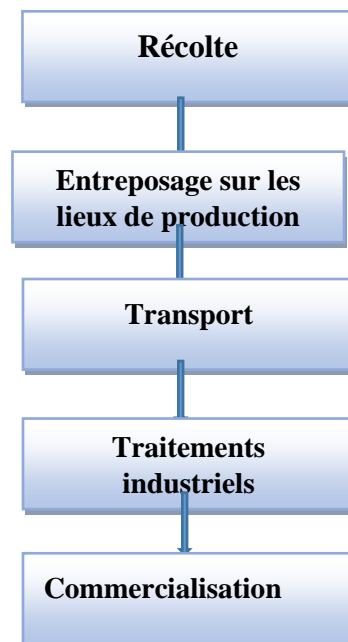 Récolte
Entreposage sur les
lieux de production
Transport
Traitements
industriels
Commercialisation